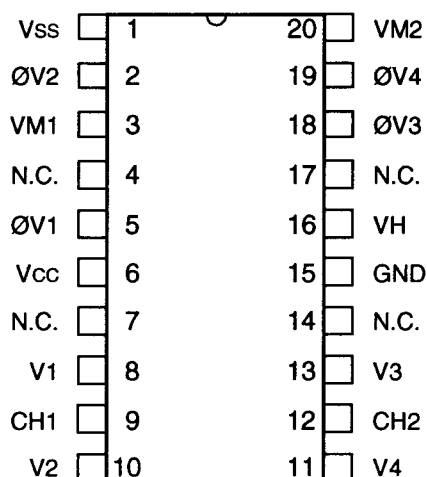 Vss 1 20 VM2
ØV2 2 19 ØV4
VM1 3 18 ØV3
N.C. 4 17 N.C.
ØV1 5 16 VH
Vcc 6 15 GND
N.C. 7 14 N.C.
V1 8 13 V3
CH1 9 12 CH2
V2 10 11 V4